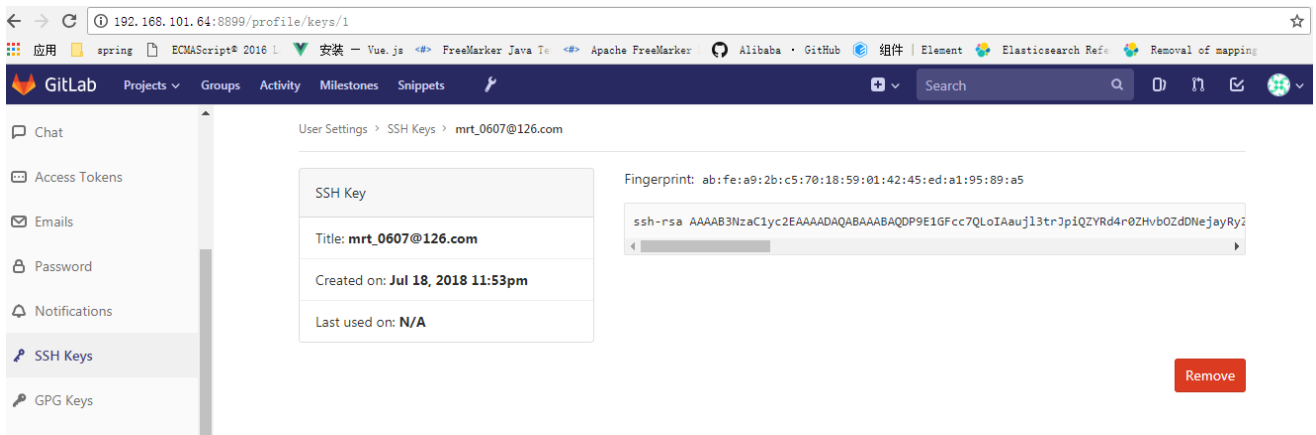 192.168.101.64:8899/profile/keys/1
应用 spring ECMAScript® 2016 L 安装 — Vue.js FreeMarker Java Te Apache FreeMarker Alibaba · GitHub 组件 | Element Elasticsearch Refe Removal of mapping
GitLab Projects Groups Activity Milestones Snippets Search
Chat
Access Tokens
Emails
Password
Notifications
SSH Keys
GPG Keys
User Settings > SSH Keys > mrt_0607@126.com
SSH Key
Title: mrt_0607@126.com
Created on: Jul 18, 2018 11:53pm
Last used on: N/A
Fingerprint: ab:fe:a9:2b:c5:70:18:59:01:42:45:ed:a1:95:89:a5
ssh-rsa AAAAB3NzaC1yc2EAAAADAQABAAABAQDP9E1GFcc7QLoIAaujl3trJpiQZYRd4r0ZHvbOZdDNejayRyZ
Remove